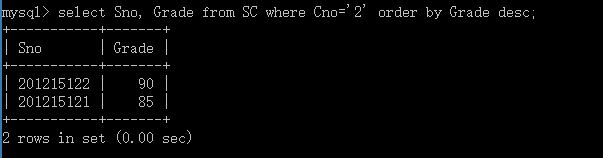 mysql> select Sno, Grade from SC where Cno='2' order by Grade desc;
+-----------+-------+
| Sno       | Grade |
+-----------+-------+
| 201215122 |    90 |
| 201215121 |    85 |
+-----------+-------+
2 rows in set (0.00 sec)